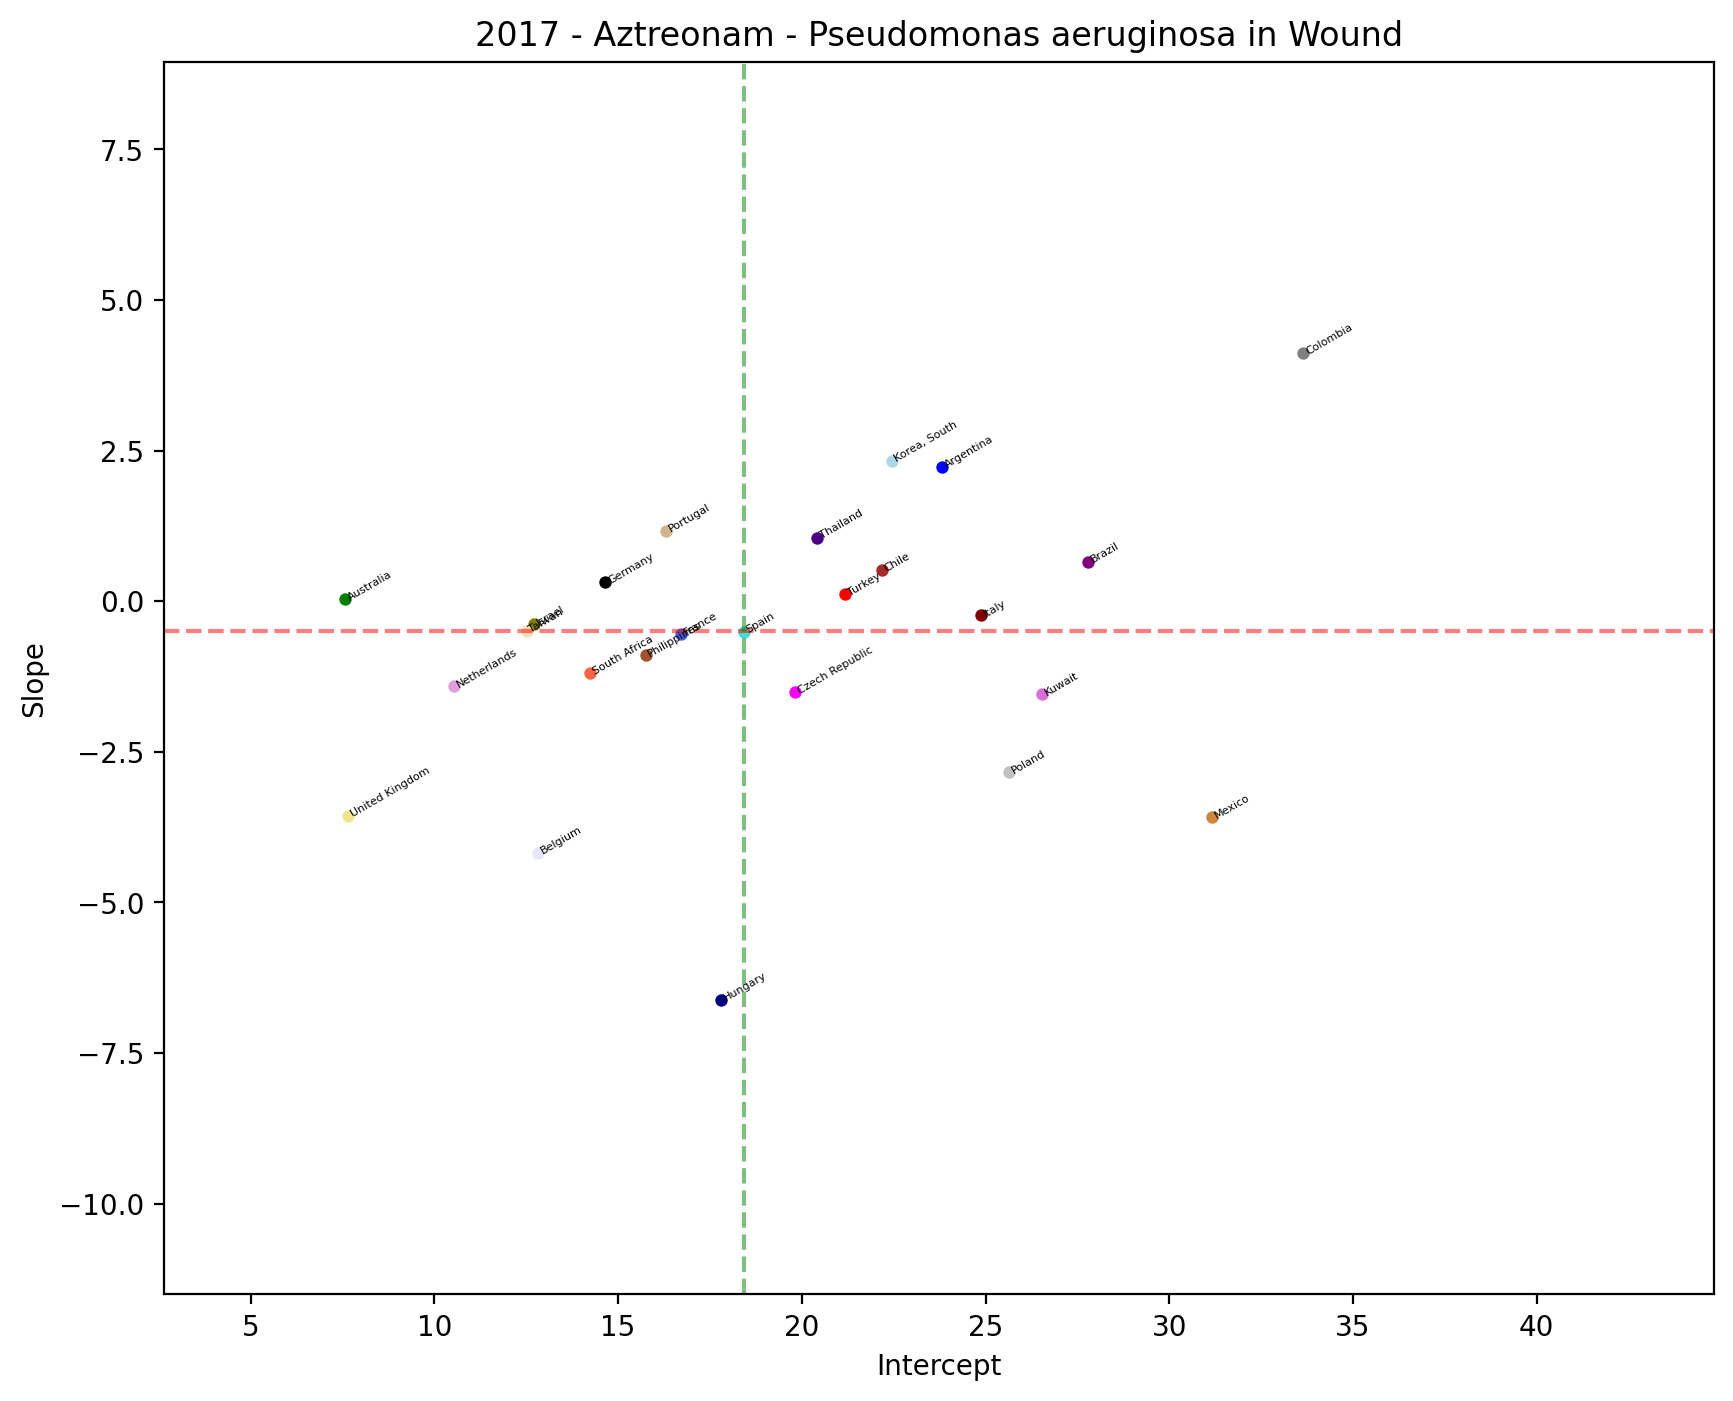 2017 - Aztreonam - Pseudomonas aeruginosa in Wound
Slope
7.5
5.0
2.5
0.0
−2.5
−5.0
−7.5
−10.0
Colombia
Korea, South
Argentina
Portugal
Thailand
Brazil
Chile
Germany
Turkey
Australia
Italy
Israel
Taiwan
France
Spain
Philippines
South Africa
Netherlands
Czech Republic
Kuwait
Poland
United Kingdom
Mexico
Belgium
Hungary
5 10 15 20 25 30 35 40
Intercept